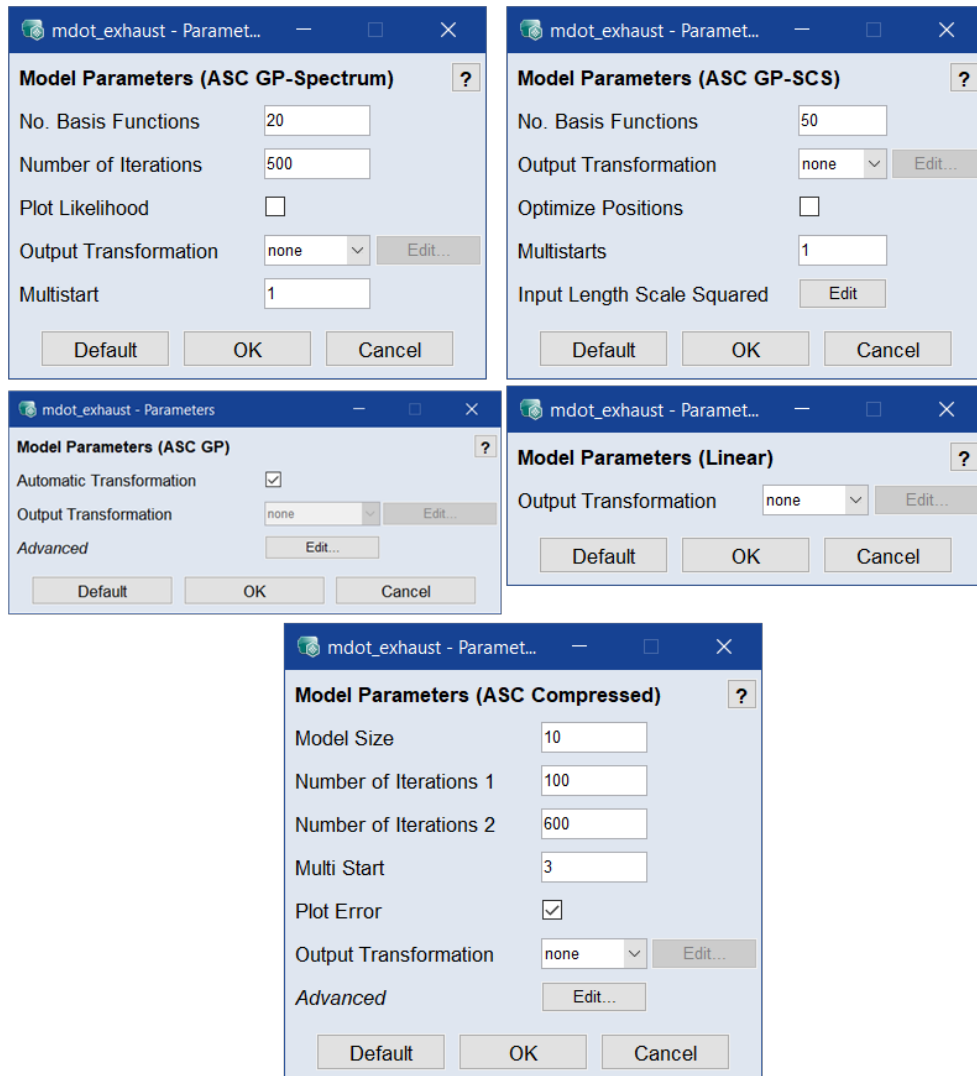 mdot_exhaust - Paramet...
Model Parameters (ASC GP-Spectrum) ?
No. Basis Functions 20
Number of Iterations 500
Plot Likelihood
Output Transformation none Edit...
Multistart 1
Default OK Cancel
mdot_exhaust - Paramet...
Model Parameters (ASC GP-SCS) ?
No. Basis Functions 50
Output Transformation none Edit...
Optimize Positions
Multistarts 1
Input Length Scale Squared Edit
Default OK Cancel
mdot_exhaust - Parameters
Model Parameters (ASC GP) ?
Automatic Transformation
Output Transformation none Edit...
Advanced Edit...
Default OK Cancel
mdot_exhaust - Paramet...
Model Parameters (Linear) ?
Output Transformation none Edit...
Default OK Cancel
mdot_exhaust - Paramet...
Model Parameters (ASC Compressed) ?
Model Size 10
Number of Iterations 1 100
Number of Iterations 2 600
Multi Start 3
Plot Error
Output Transformation none Edit...
Advanced Edit...
Default OK Cancel